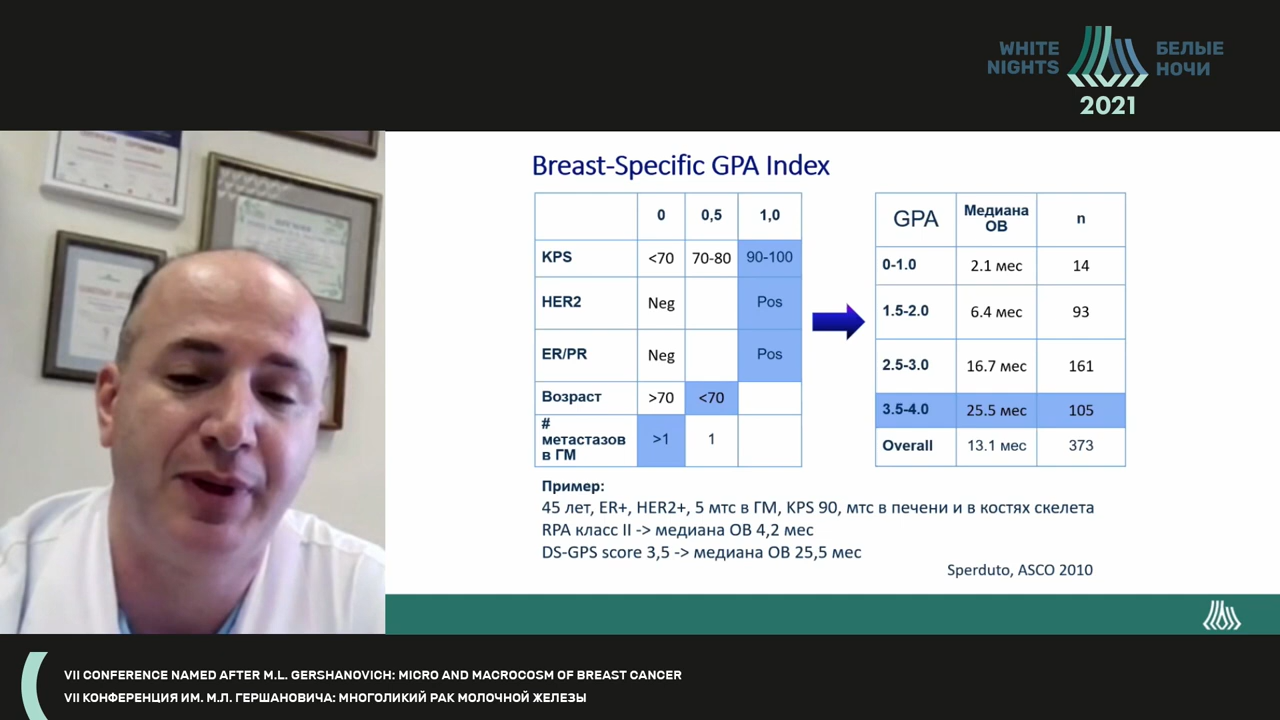 WHITE NIGHTS
БЕЛЫЕ НОЧИ
2021
Breast-Specific GPA Index
0 0,5 1,0
KPS <70 70-80 90-100
HER2 Neg Pos
ER/PR Neg Pos
Возраст >70 <70
# метастазов в ГМ >1 1
GPA Медиана ОВ n
0-1.0 2.1 мес 14
1.5-2.0 6.4 мес 93
2.5-3.0 16.7 мес 161
3.5-4.0 25.5 мес 105
Overall 13.1 мес 373
Пример:
45 лет, ER+, HER2+, 5 мтс в ГМ, KPS 90, мтс в печени и в костях скелета
RPA класс II -> медиана ОВ 4,2 мес
DS-GPS score 3,5 -> медиана ОВ 25,5 мес
Sperduto, ASCO 2010
VII CONFERENCE NAMED AFTER M.L. GERSHANOVICH: MICRO AND MACROCOSM OF BREAST CANCER
VII КОНФЕРЕНЦИЯ ИМ. М.Л. ГЕРШАНОВИЧА: МНОГОЛИКИЙ РАК МОЛОЧНОЙ ЖЕЛЕЗЫ